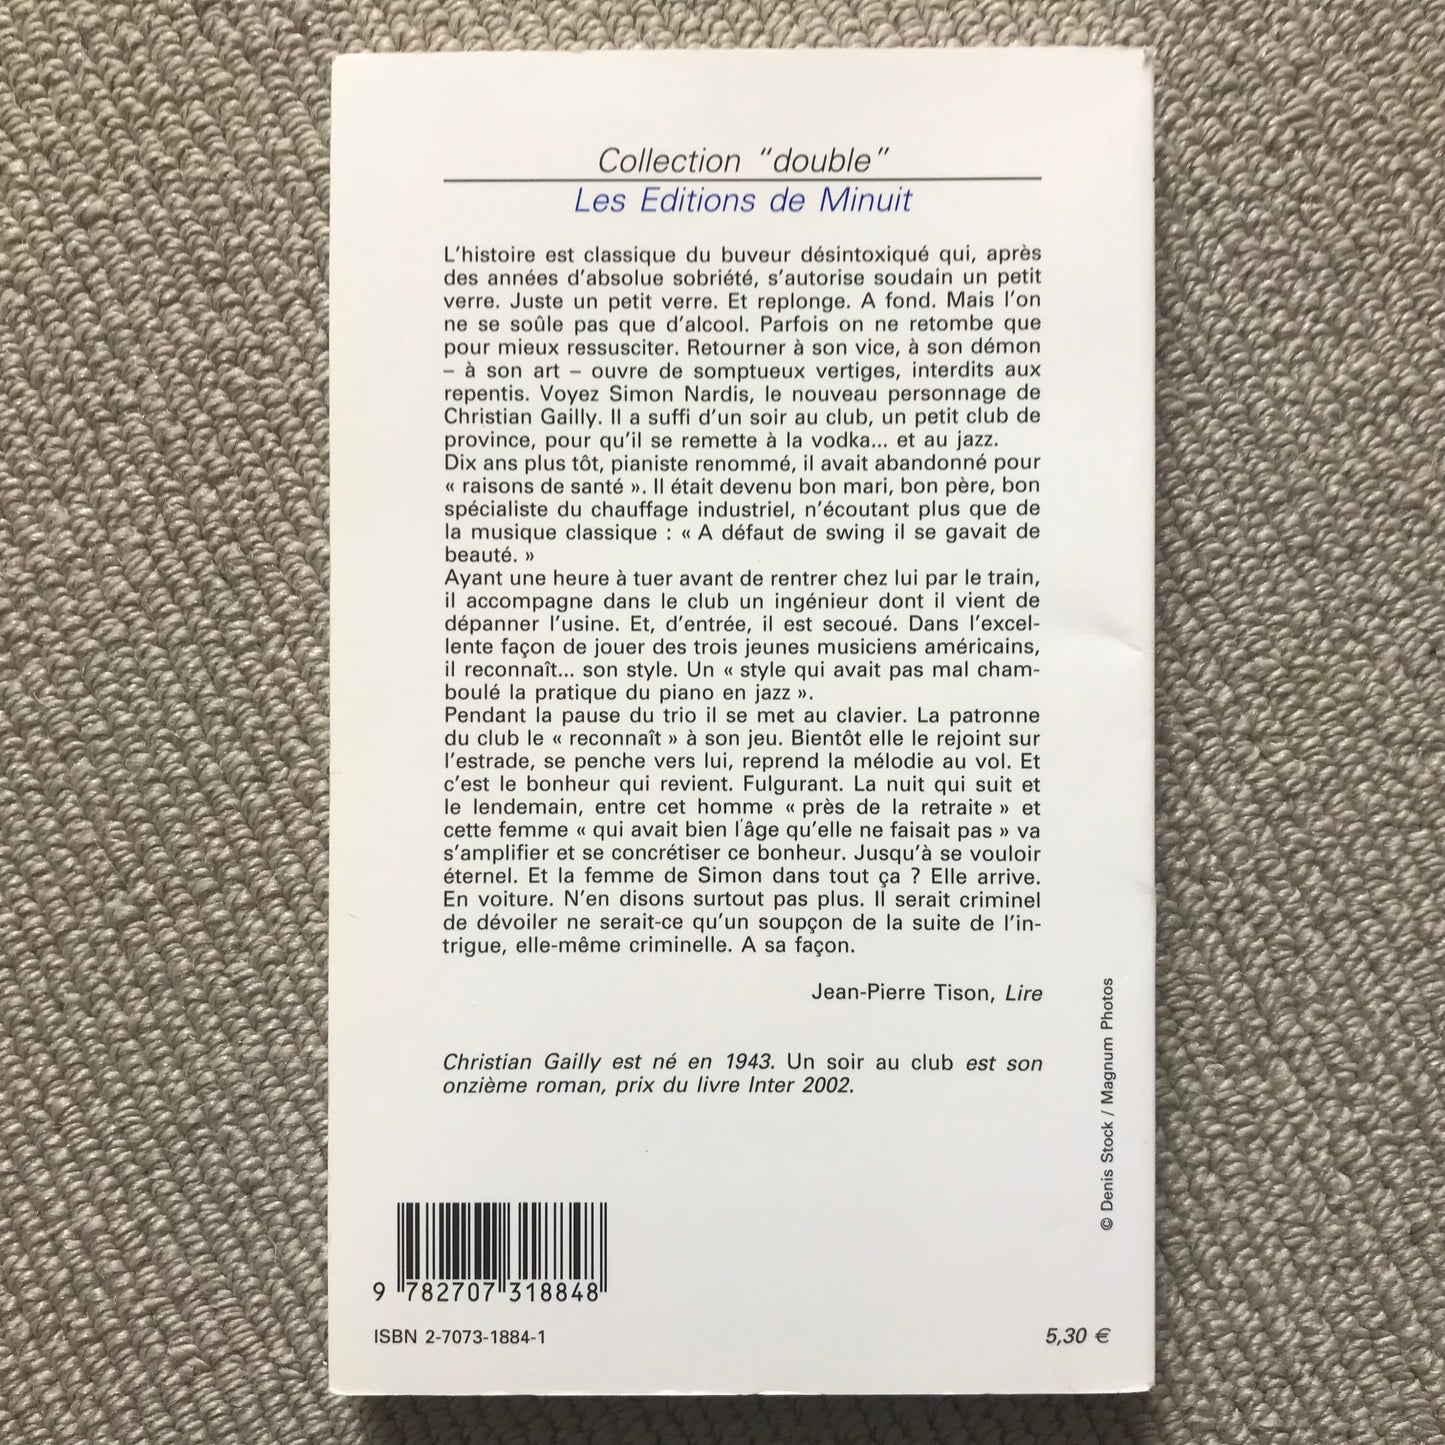 Collection "double"
Les Editions de Minuit
L'histoire est classique du buveur désintoxiqué qui, après
des années d'absolue sobriété, s'autorise soudain un petit
verre. Juste un petit verre. Et replonge. A fond. Mais l'on
ne se soûle pas que d'alcool. Parfois on ne retombe que
pour mieux ressusciter. Retourner à son vice, à son démon
– à son art – ouvre de somptueux vertiges, interdits aux
repentis. Voyez Simon Nardis, le nouveau personnage de
Christian Gailly. Il a suffi d'un soir au club, un petit club de
province, pour qu'il se remette à la vodka... et au jazz.
Dix ans plus tôt, pianiste renommé, il avait abandonné pour
« raisons de santé ». Il était devenu bon mari, bon père, bon
spécialiste du chauffage industriel, n'écoutant plus que de
la musique classique : « A défaut de swing il se gavait de
beauté. »
Ayant une heure à tuer avant de rentrer chez lui par le train,
il accompagne dans le club un ingénieur dont il vient de
dépanner l'usine. Et, d'entrée, il est secoué. Dans l'excel-
lente façon de jouer des trois jeunes musiciens américains,
il reconnaît... son style. Un « style qui avait pas mal cham-
boulé la pratique du piano en jazz ».
Pendant la pause du trio il se met au clavier. La patronne
du club le « reconnaît » à son jeu. Bientôt elle le rejoint sur
l'estrade, se penche vers lui, reprend la mélodie au vol. Et
c'est le bonheur qui revient. Fulgurant. La nuit qui suit et
le lendemain, entre cet homme « près de la retraite » et
cette femme « qui avait bien l'âge qu'elle ne faisait pas » va
s'amplifier et se concrétiser ce bonheur. Jusqu'à se vouloir
éternel. Et la femme de Simon dans tout ça ? Elle arrive.
En voiture. N'en disons surtout pas plus. Il serait criminel
de dévoiler ne serait-ce qu'un soupçon de la suite de l'in-
trigue, elle-même criminelle. A sa façon.
Jean-Pierre Tison, Lire
Christian Gailly est né en 1943. Un soir au club est son
onzième roman, prix du livre Inter 2002.
© Denis Stock / Magnum Photos
9 782707 318848
ISBN 2-7073-1884-1
5,30 €